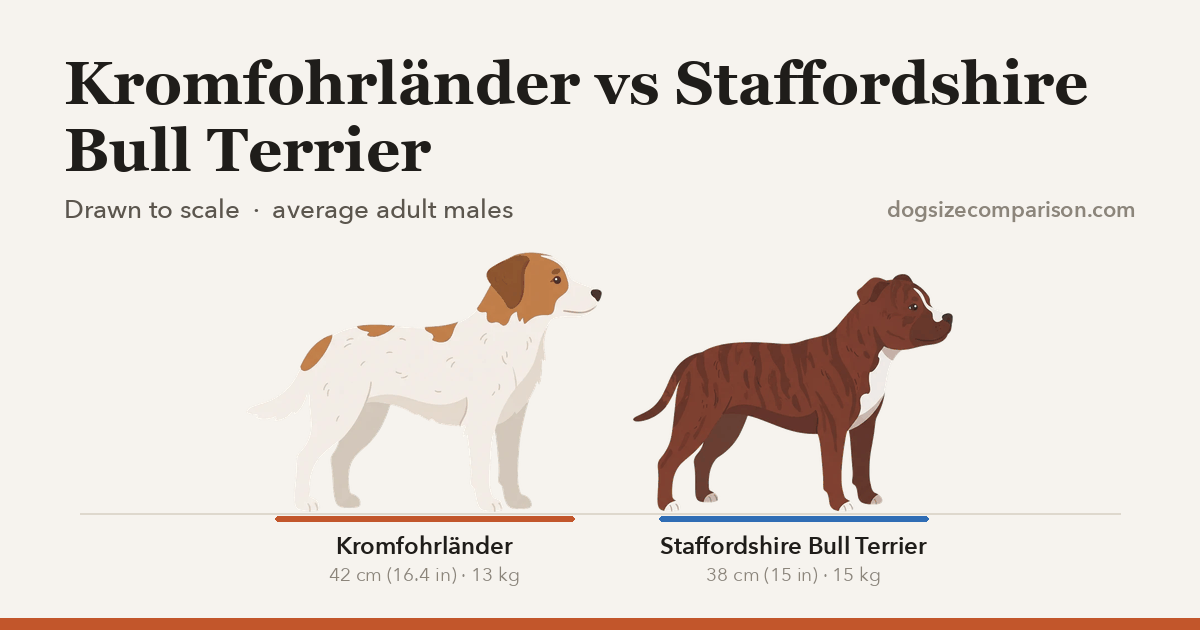 Kromfohrländer vs Staffordshire
Bull Terrier
Drawn to scale · average adult males
dogsizecomparison.com
Kromfohrländer
42 cm (16.4 in) · 13 kg
Staffordshire Bull Terrier
38 cm (15 in) · 15 kg